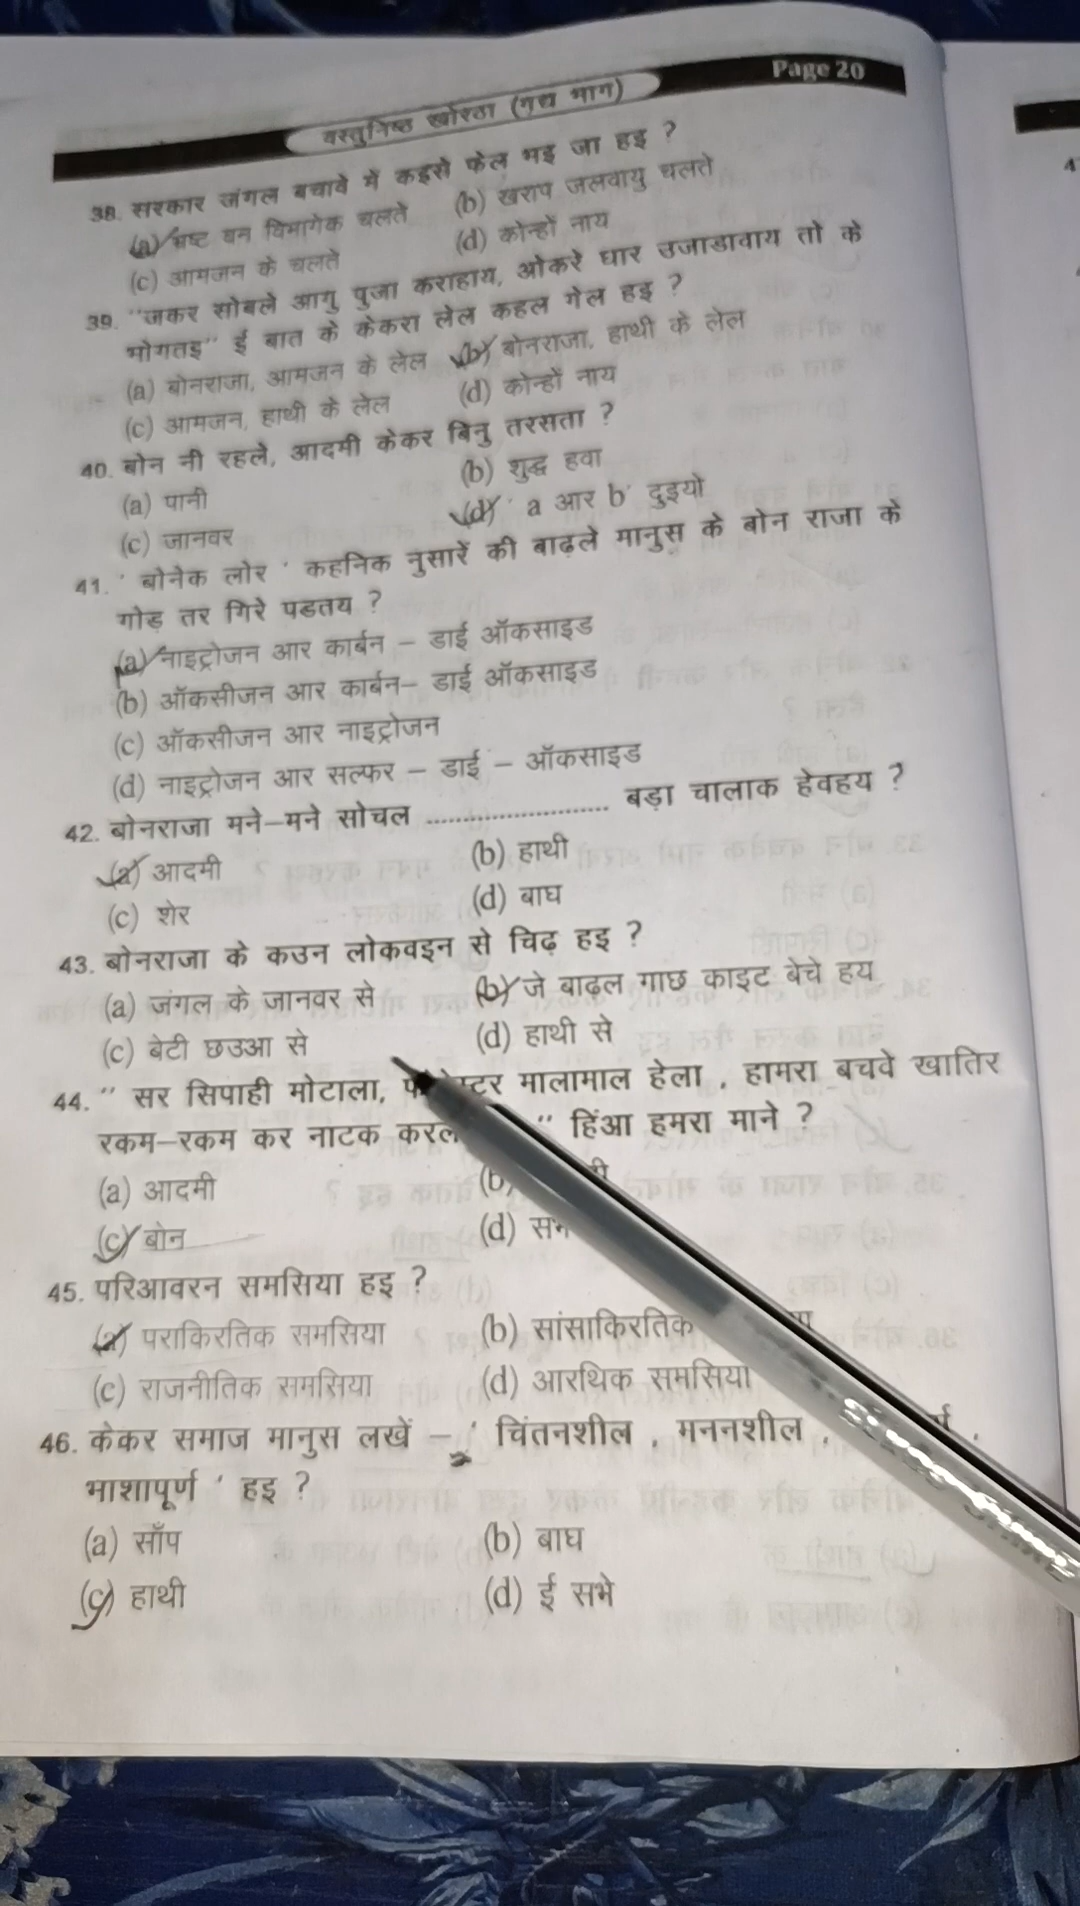 Page 20
वस्तुनिष्ठ खोरठा (गद्य भाग)
38. सरकार जंगल बचावे में कइसे फेल भइ जा हइ ?
(a) भ्रष्ट बन विभागेक चलते (b) खराप जलवायु चलते
(c) आमजन के चलते (d) कोन्हों नाय
39. "जकर सोबले आगु पुजा कराहाय, ओकरे घार उजाडावाय तो के
भोगतइ" ई बात के केकरा लेल कहल गेल हइ ?
(a) बोनराजा, आमजन के लेल (b) बोनराजा, हाथी के लेल
(c) आमजन, हाथी के लेल (d) कोन्हों नाय
40. बोन नी रहले, आदमी केकर बिनु तरसता ?
(a) पानी (b) शुद्ध हवा
(c) जानवर (d) ' a आर b ' दुइयो
41. ' बोनेक लोर ' कहनिक नुसारें की बाढ़ले मानुस के बोन राजा के
गोड़ तर गिरे पडतय ?
(a) नाइट्रोजन आर कार्बन – डाई ऑकसाइड
(b) ऑकसीजन आर कार्बन– डाई ऑकसाइड
(c) ऑकसीजन आर नाइट्रोजन
(d) नाइट्रोजन आर सल्फर – डाई – ऑकसाइड
42. बोनराजा मने–मने सोचल ........................ बड़ा चालाक हेवहय ?
(a) आदमी (b) हाथी
(c) शेर (d) बाघ
43. बोनराजा के कउन लोकवइन से चिढ़ हइ ?
(a) जंगल के जानवर से (b) जे बाढ़ल गाछ काइट बेचे हय
(c) बेटी छउआ से (d) हाथी से
44. " सर सिपाही मोटाला, मालामाल हेला , हामरा बचवे खातिर
रकम–रकम कर नाटक करल " हिंआ हमरा माने ?
(a) आदमी (b)
(c) बोन (d)
45. परिआवरन समसिया हइ ?
(a) पराकिरतिक समसिया (b) सांसाकिरतिक
(c) राजनीतिक समसिया (d) आरथिक समसिया
46. केकर समाज मानुस लखें – ' चिंतनशील , मननशील ,
भाशापूर्ण ' हइ ?
(a) साँप (b) बाघ
(c) हाथी (d) ई सभे